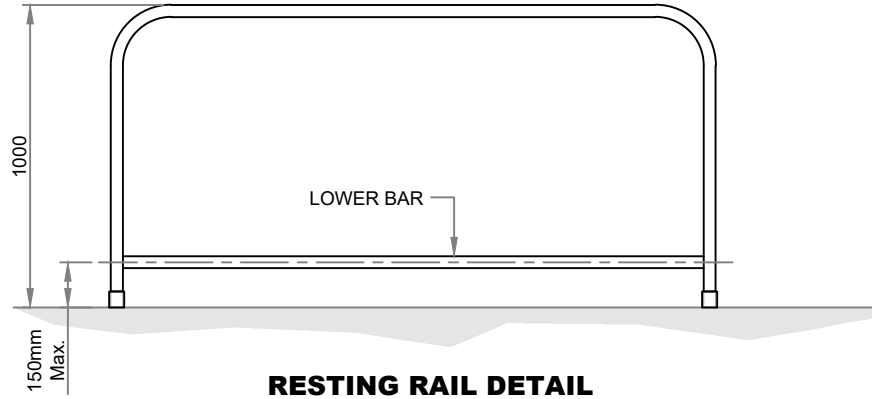 1000
LOWER BAR
150mm
Max.
RESTING RAIL DETAIL